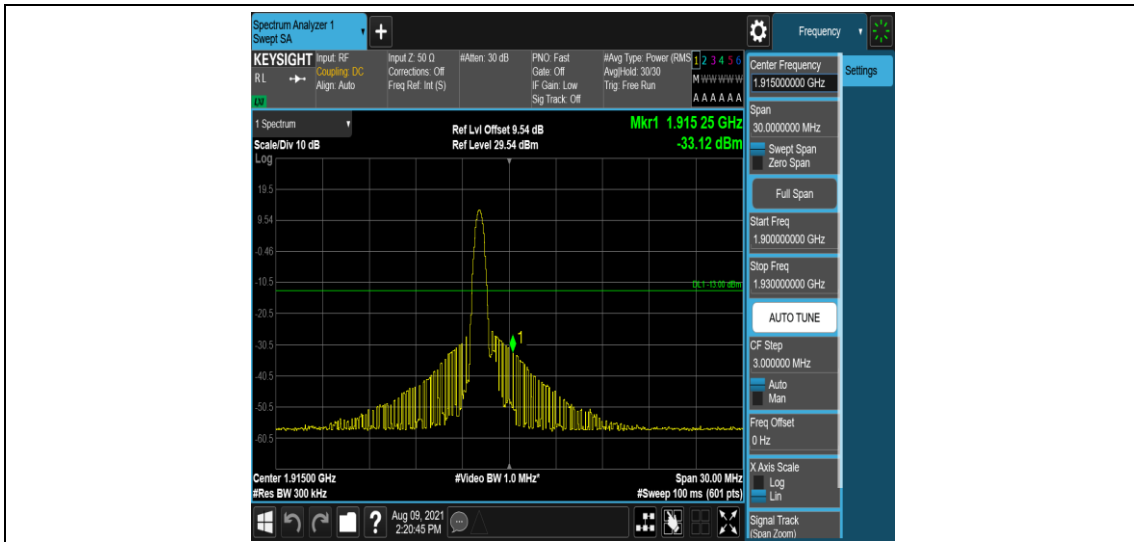 Spectrum Analyzer 1
Swept SA
+
Frequency
KEYSIGHT
RL
LM
Input: RF
Coupling: DC
Align: Auto
Input Z: 50 Ω
Corrections: Off
Freq Ref: Int (S)
#Atten: 30 dB
PNO: Fast
Gate: Off
IF Gain: Low
Sig Track: Off
#Avg Type: Power (RMS
Avg|Hold: 30/30
Trig: Free Run
1 2 3 4 5 6
M W W W W W
A A A A A A
1 Spectrum
Scale/Div 10 dB
Log
Ref Lvl Offset 9.54 dB
Ref Level 29.54 dBm
Mkr1 1.915 25 GHz
-33.12 dBm
19.5
9.54
-0.46
-10.5
-20.5
-30.5
-40.5
-50.5
-60.5
DL1 -13.00 dBm
1
Center 1.91500 GHz
#Res BW 300 kHz
#Video BW 1.0 MHz*
Span 30.00 MHz
#Sweep 100 ms (601 pts)
?
Aug 09, 2021
2:20:45 PM
Center Frequency
1.915000000 GHz
Settings
Span
30.0000000 MHz
Swept Span
Zero Span
Full Span
Start Freq
1.900000000 GHz
Stop Freq
1.930000000 GHz
AUTO TUNE
CF Step
3.000000 MHz
Auto
Man
Freq Offset
0 Hz
X Axis Scale
Log
Lin
Signal Track
(Span Zoom)